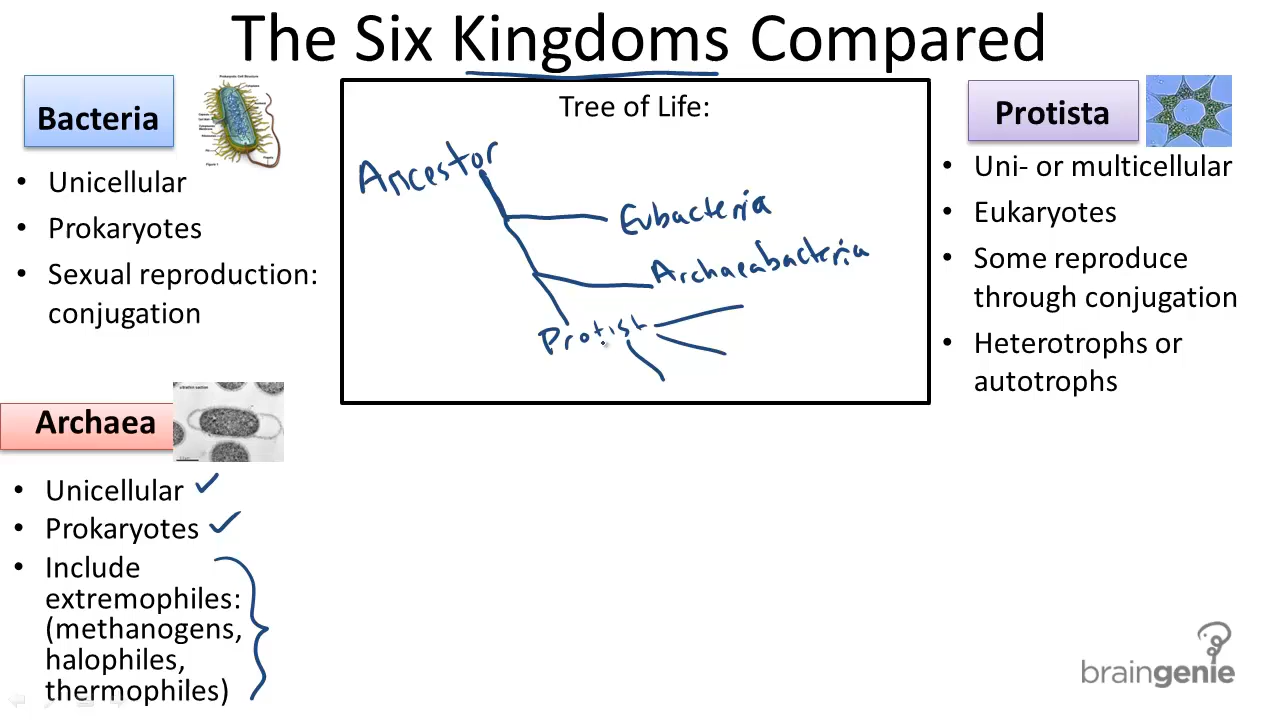 The Six Kingdoms Compared
Bacteria
• Unicellular
• Prokaryotes
• Sexual reproduction:
conjugation
Archaea
• Unicellular
• Prokaryotes
• Include
extremophiles:
(methanogens,
halophiles,
thermophiles)
Tree of Life:
Ancestor
Eubacteria
Archaeabacteria
Protist
Protista
• Uni- or multicellular
• Eukaryotes
• Some reproduce
through conjugation
• Heterotrophs or
autotrophs
braingenie